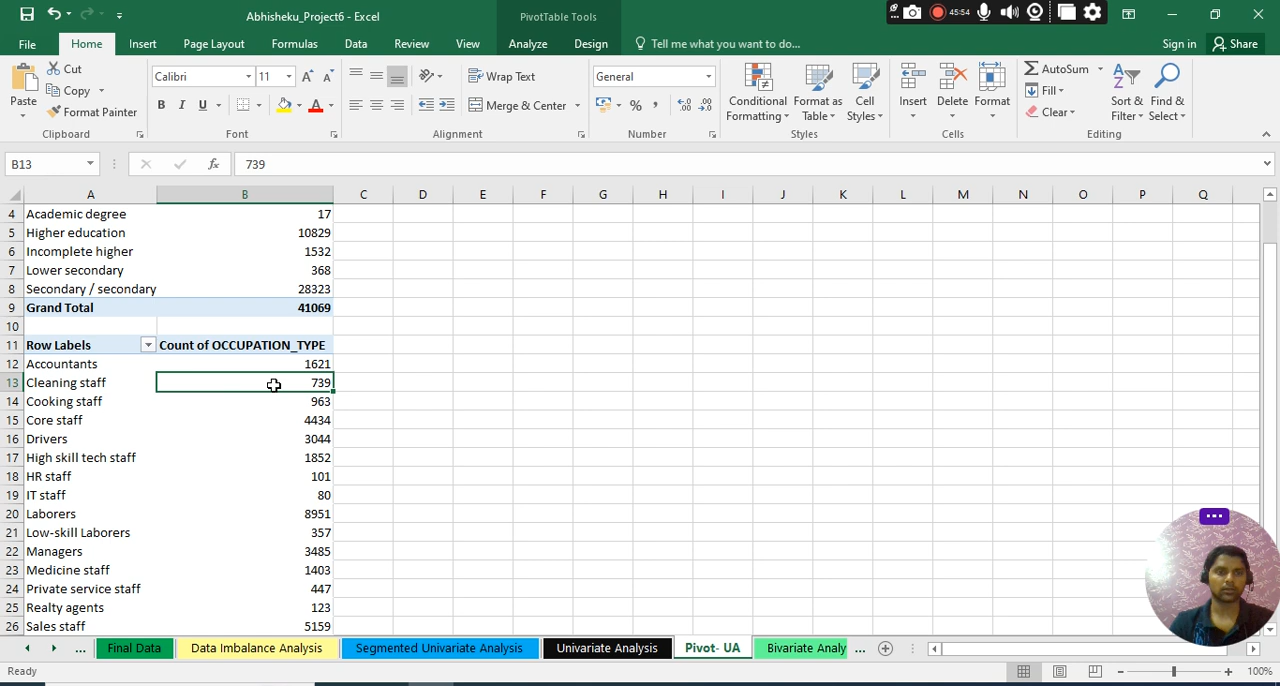 Abhisheku_Project6 - Excel
PivotTable Tools
45:54
File Home Insert Page Layout Formulas Data Review View Analyze Design Tell me what you want to do... Sign in Share
Paste
Cut
Copy
Format Painter
Clipboard
Calibri 11
B I U
Font
Wrap Text
Merge & Center
Alignment
General
% ,
Number
Conditional Formatting
Format as Table
Cell Styles
Styles
Insert Delete Format
Cells
AutoSum
Fill
Clear
Sort & Filter
Find & Select
Editing
B13 fx 739
A B C D E F G H I J K L M N O P Q
4 Academic degree 17
5 Higher education 10829
6 Incomplete higher 1532
7 Lower secondary 368
8 Secondary / secondary 28323
9 Grand Total 41069
10
11 Row Labels Count of OCCUPATION_TYPE
12 Accountants 1621
13 Cleaning staff 739
14 Cooking staff 963
15 Core staff 4434
16 Drivers 3044
17 High skill tech staff 1852
18 HR staff 101
19 IT staff 80
20 Laborers 8951
21 Low-skill Laborers 357
22 Managers 3485
23 Medicine staff 1403
24 Private service staff 447
25 Realty agents 123
26 Sales staff 5159
... Final Data Data Imbalance Analysis Segmented Univariate Analysis Univariate Analysis Pivot- UA Bivariate Analy ...
Ready 100%